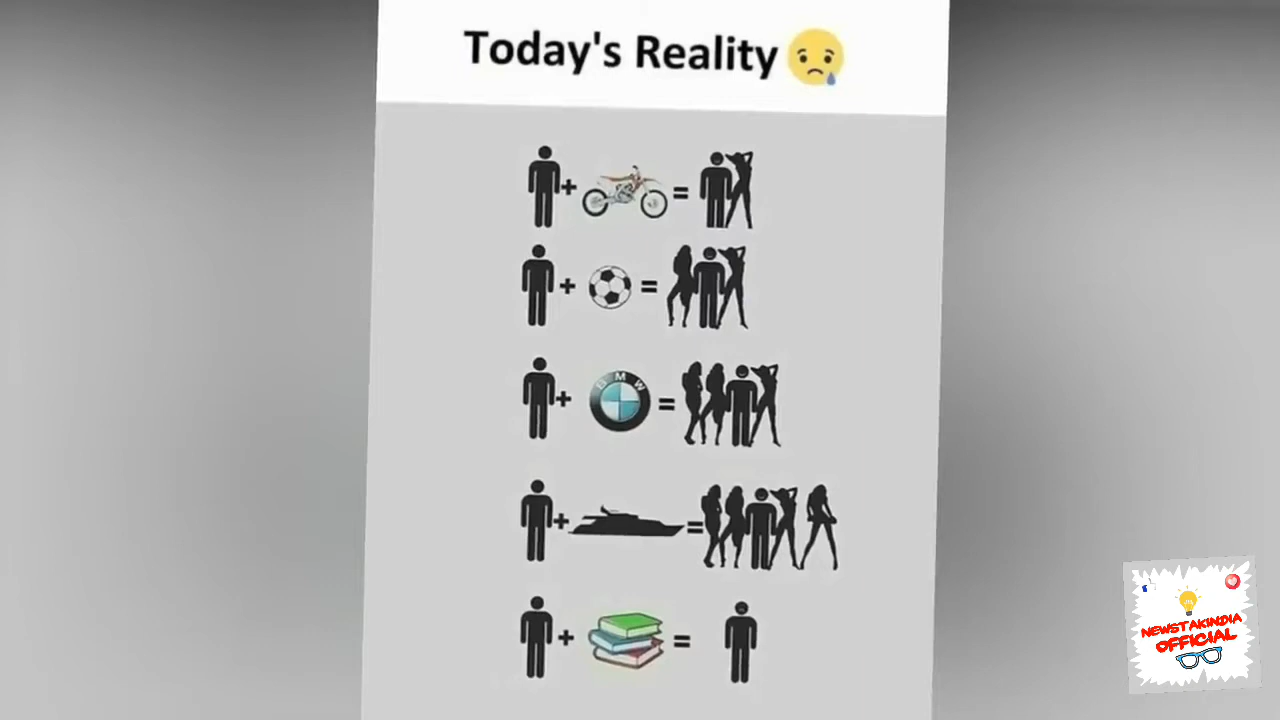 Today's Reality
+ =
+ =
+ BMW =
+ =
+ =
NEWSTAKINDIA
OFFICIAL